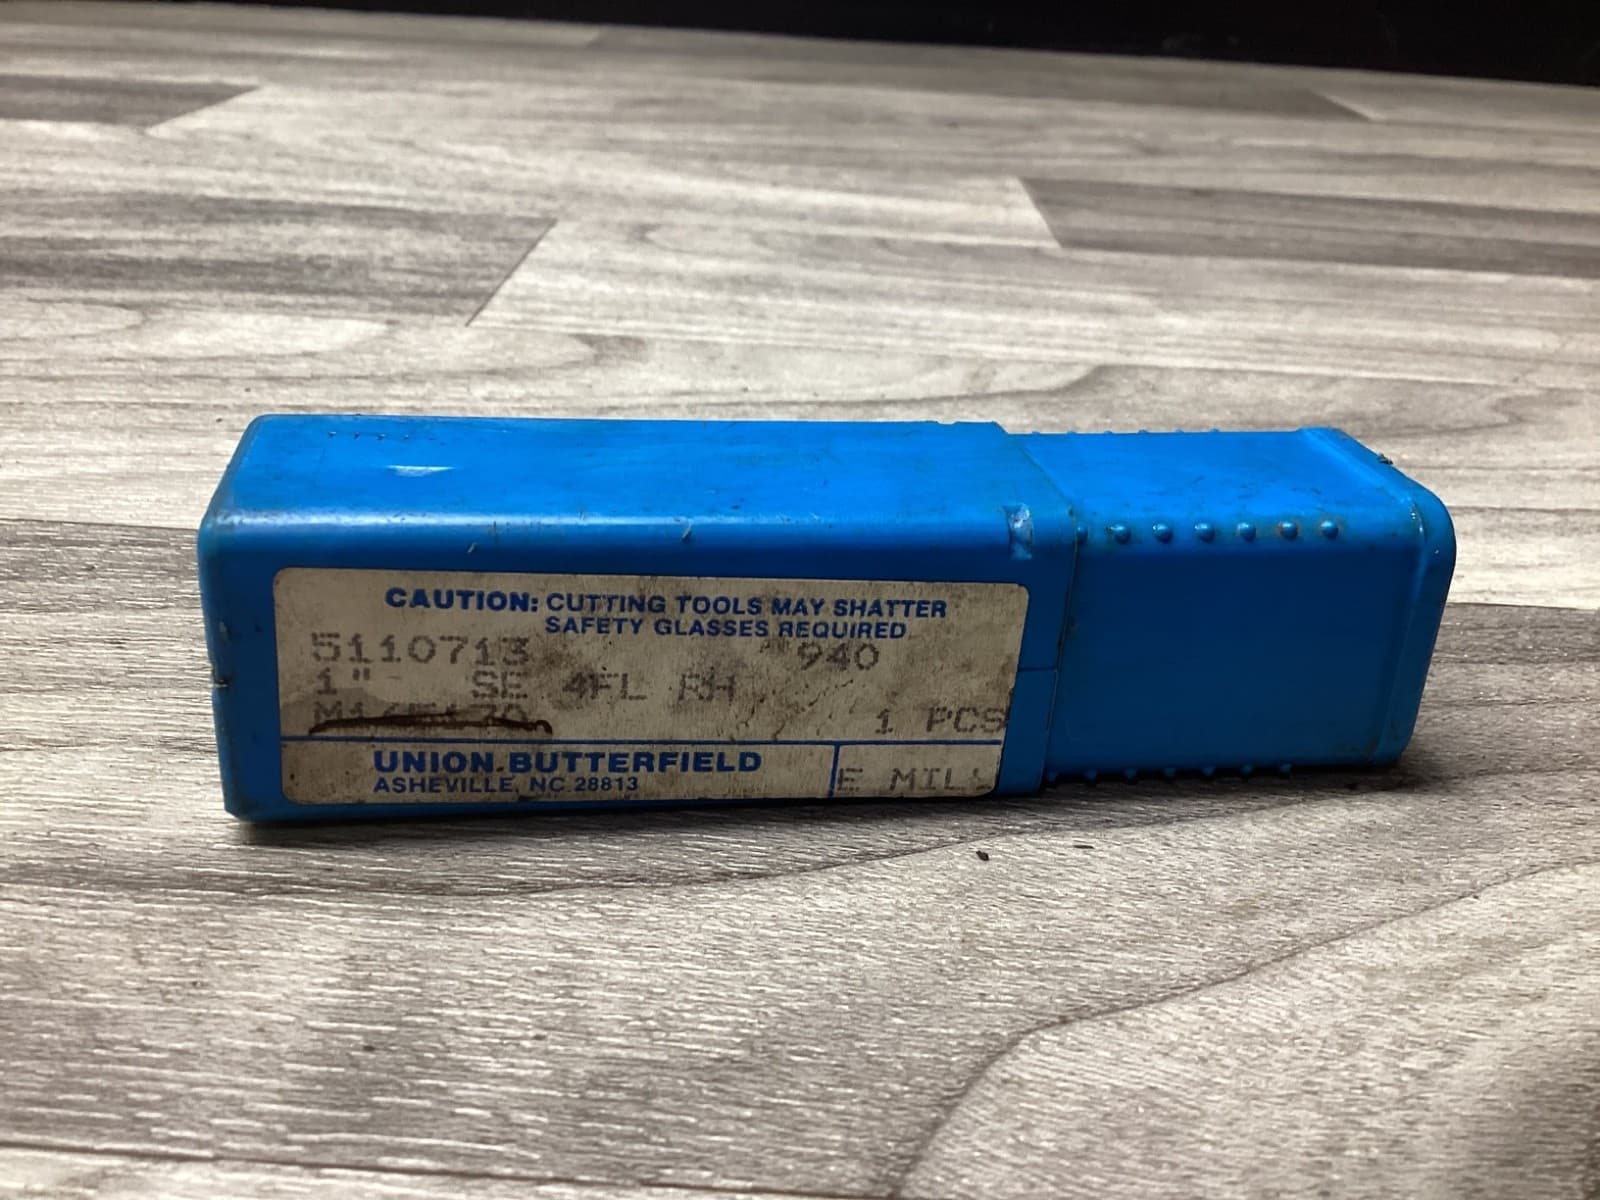 CAUTION: CUTTING TOOLS MAY SHATTER
SAFETY GLASSES REQUIRED
5110713 940
1" SE 4FL RH
1 PCS
UNION BUTTERFIELD
ASHEVILLE, NC 28813
E MILL